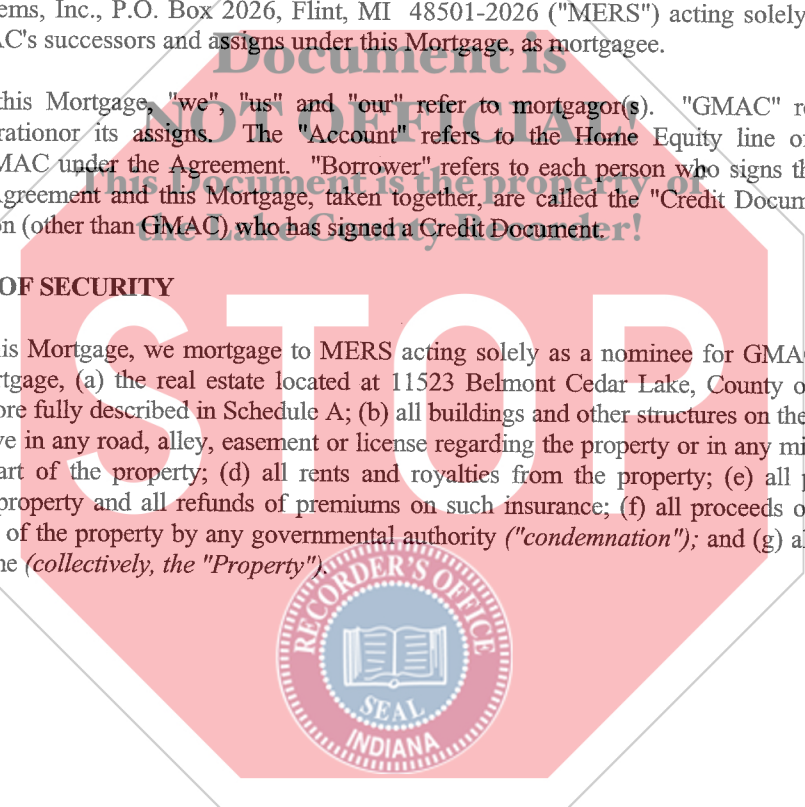 ems, Inc., P.O. Box 2026, Flint, MI 48501-2026 ("MERS") acting solely
AC's successors and assigns under this Mortgage, as mortgagee.
Document is
this Mortgage, "we", "us" and "our" refer to mortgagor(s). "GMAC" re
NOT OFFICIAL!
rationor its assigns. The "Account" refers to the Home Equity line of
MAC under the Agreement. "Borrower" refers to each person who signs th
This Document is the property of
Agreement and this Mortgage, taken together, are called the "Credit Docum
n (other than GMAC) who has signed a Credit Document.
the Lake County Recorder!
OF SECURITY
STOP
is Mortgage, we mortgage to MERS acting solely as a nominee for GMAC
rtgage, (a) the real estate located at 11523 Belmont Cedar Lake, County o
ore fully described in Schedule A; (b) all buildings and other structures on the
ve in any road, alley, easement or license regarding the property or in any mi
art of the property; (d) all rents and royalties from the property; (e) all p
property and all refunds of premiums on such insurance; (f) all proceeds o
of the property by any governmental authority ("condemnation"); and (g) al
ne (collectively, the "Property").
RECORDER'S OFFICE
SEAL
INDIANA